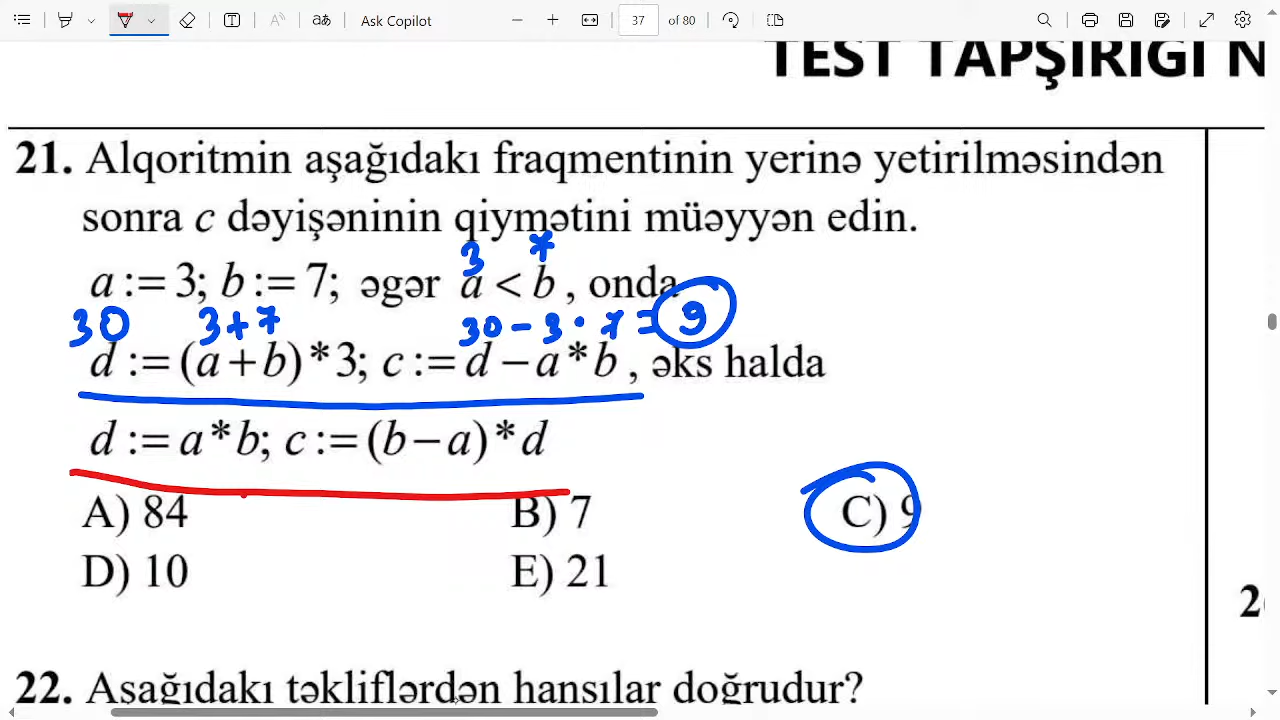 Ask Copilot
37 of 80
TEST TAPŞIRIĞI N
21. Alqoritmin aşağıdakı fraqmentinin yerinə yetirilməsindən
sonra c dəyişəninin qiymətini müəyyən edin.
3
a := 3; b := 7; əgər a < b, onda
30 3+7 30-3·7=9
d := (a+b)*3; c := d-a*b, əks halda
d := a*b; c := (b-a)*d
A) 84 B) 7 C) 9
D) 10 E) 21
2
22. Aşağıdakı təkliflərdən hansılar doğrudur?